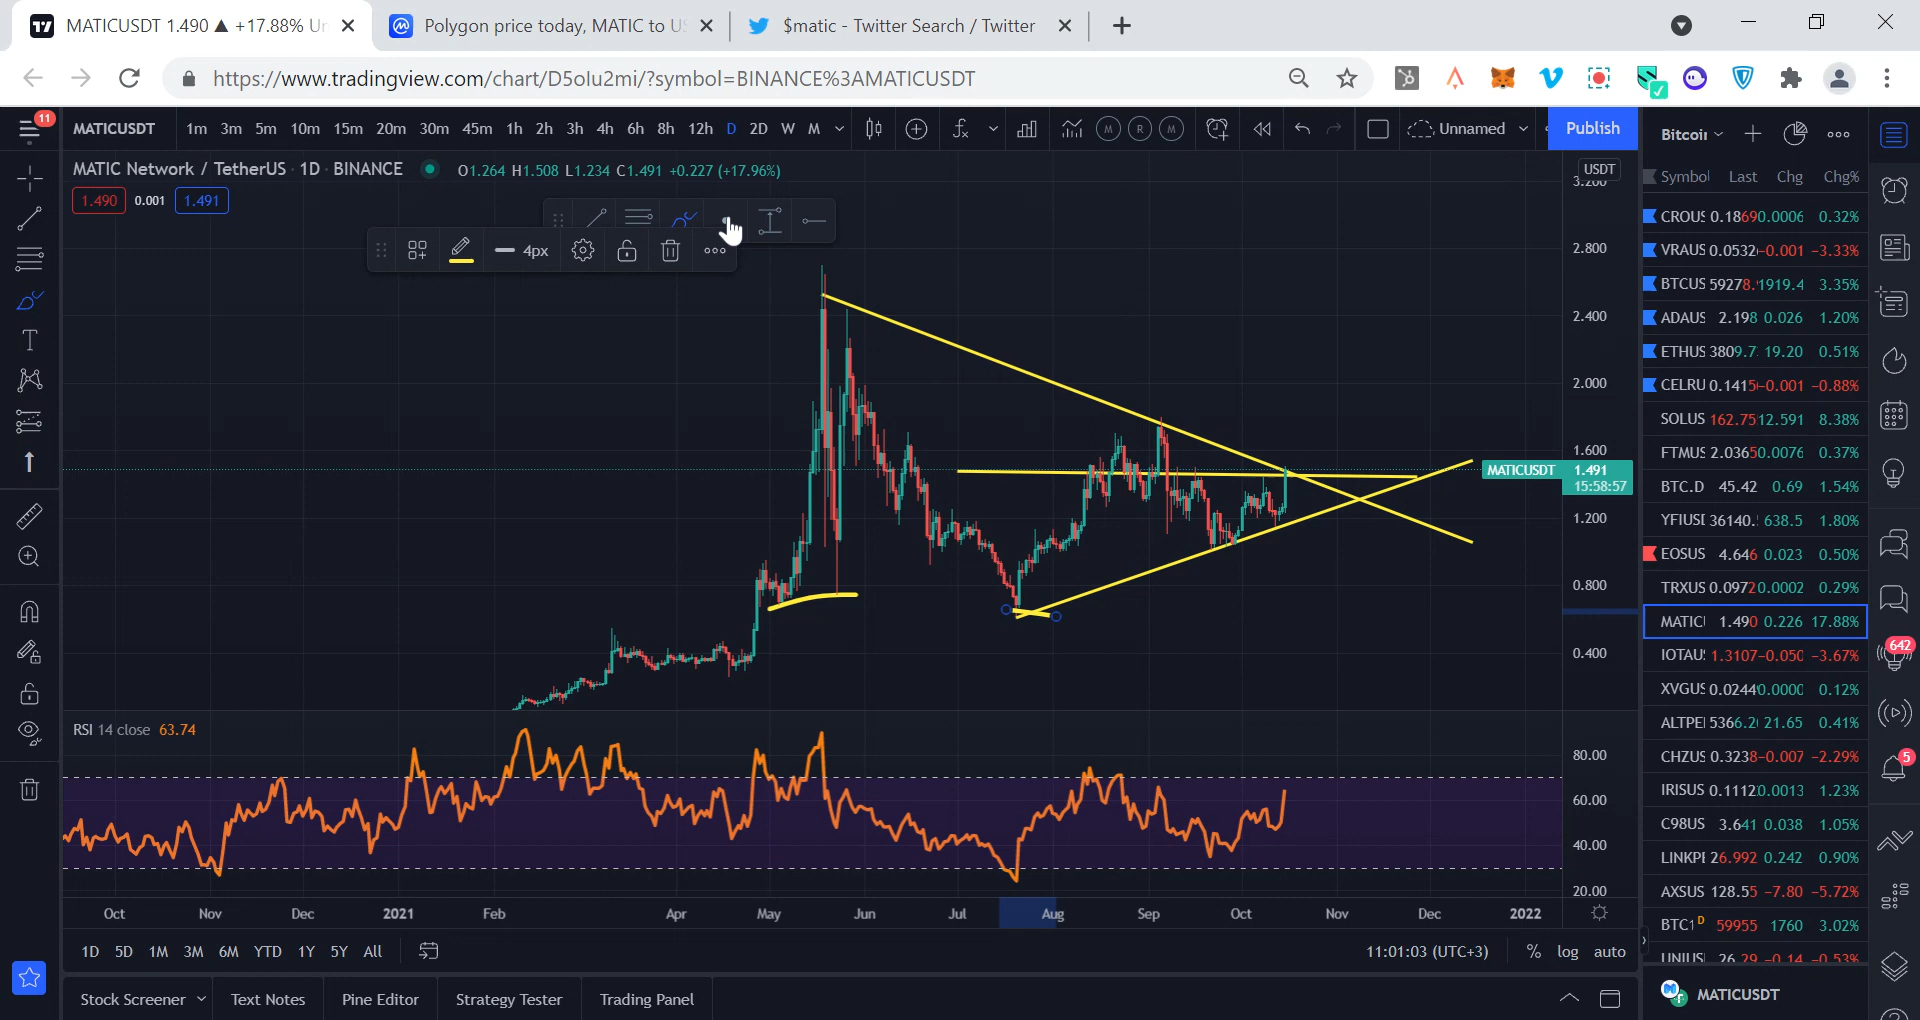 MATICUSDT 1.490 ▲ +17.88% Un
Polygon price today, MATIC to US
$matic - Twitter Search / Twitter
https://www.tradingview.com/chart/D5olu2mi/?symbol=BINANCE%3AMATICUSDT
11
MATICUSDT 1m 3m 5m 10m 15m 20m 30m 45m 1h 2h 3h 4h 6h 8h 12h D 2D W M
M R M
Unnamed
Publish
Bitcoi
MATIC Network / TetherUS · 1D · BINANCE O1.264 H1.508 L1.234 C1.491 +0.227 (+17.96%)
1.490 0.001 1.491
4px
USDT
3.200
2.800
2.400
2.000
1.600
MATICUSDT 1.491
15:58:57
1.200
0.800
0.400
RSI 14 close 63.74
80.00
60.00
40.00
20.00
Oct Nov Dec 2021 Feb Apr May Jun Jul Aug Sep Oct Nov Dec 2022
1D 5D 1M 3M 6M YTD 1Y 5Y All
11:01:03 (UTC+3) % log auto
Stock Screener Text Notes Pine Editor Strategy Tester Trading Panel
Symbol Last Chg Chg%
CROUS 0.18690 0.0006 0.32%
VRAUS 0.0532 -0.001 -3.33%
BTCUS 59278. 1919.4 3.35%
ADAUS 2.198 0.026 1.20%
ETHUS 3809.7 19.20 0.51%
CELRU 0.1415 -0.001 -0.88%
SOLUS 162.75 12.591 8.38%
FTMUS 2.0365 0.0076 0.37%
BTC.D 45.42 0.69 1.54%
YFIUS 36140. 638.5 1.80%
EOSUS 4.646 0.023 0.50%
TRXUS 0.0972 0.0002 0.29%
MATIC 1.490 0.226 17.88%
IOTAU 1.3107 -0.050 -3.67%
XVGUS 0.0244 0.0000 0.12%
ALTPE 5366.2 21.65 0.41%
CHZUS 0.3238 -0.007 -2.29%
IRISUS 0.1112 0.0013 1.23%
C98US 3.641 0.038 1.05%
LINKPE 26.992 0.242 0.90%
AXSUS 128.55 -7.80 -5.72%
BTC1 D 59955 1760 3.02%
UNIUS 26.29 -0.14 -0.53%
MATICUSDT
642
5